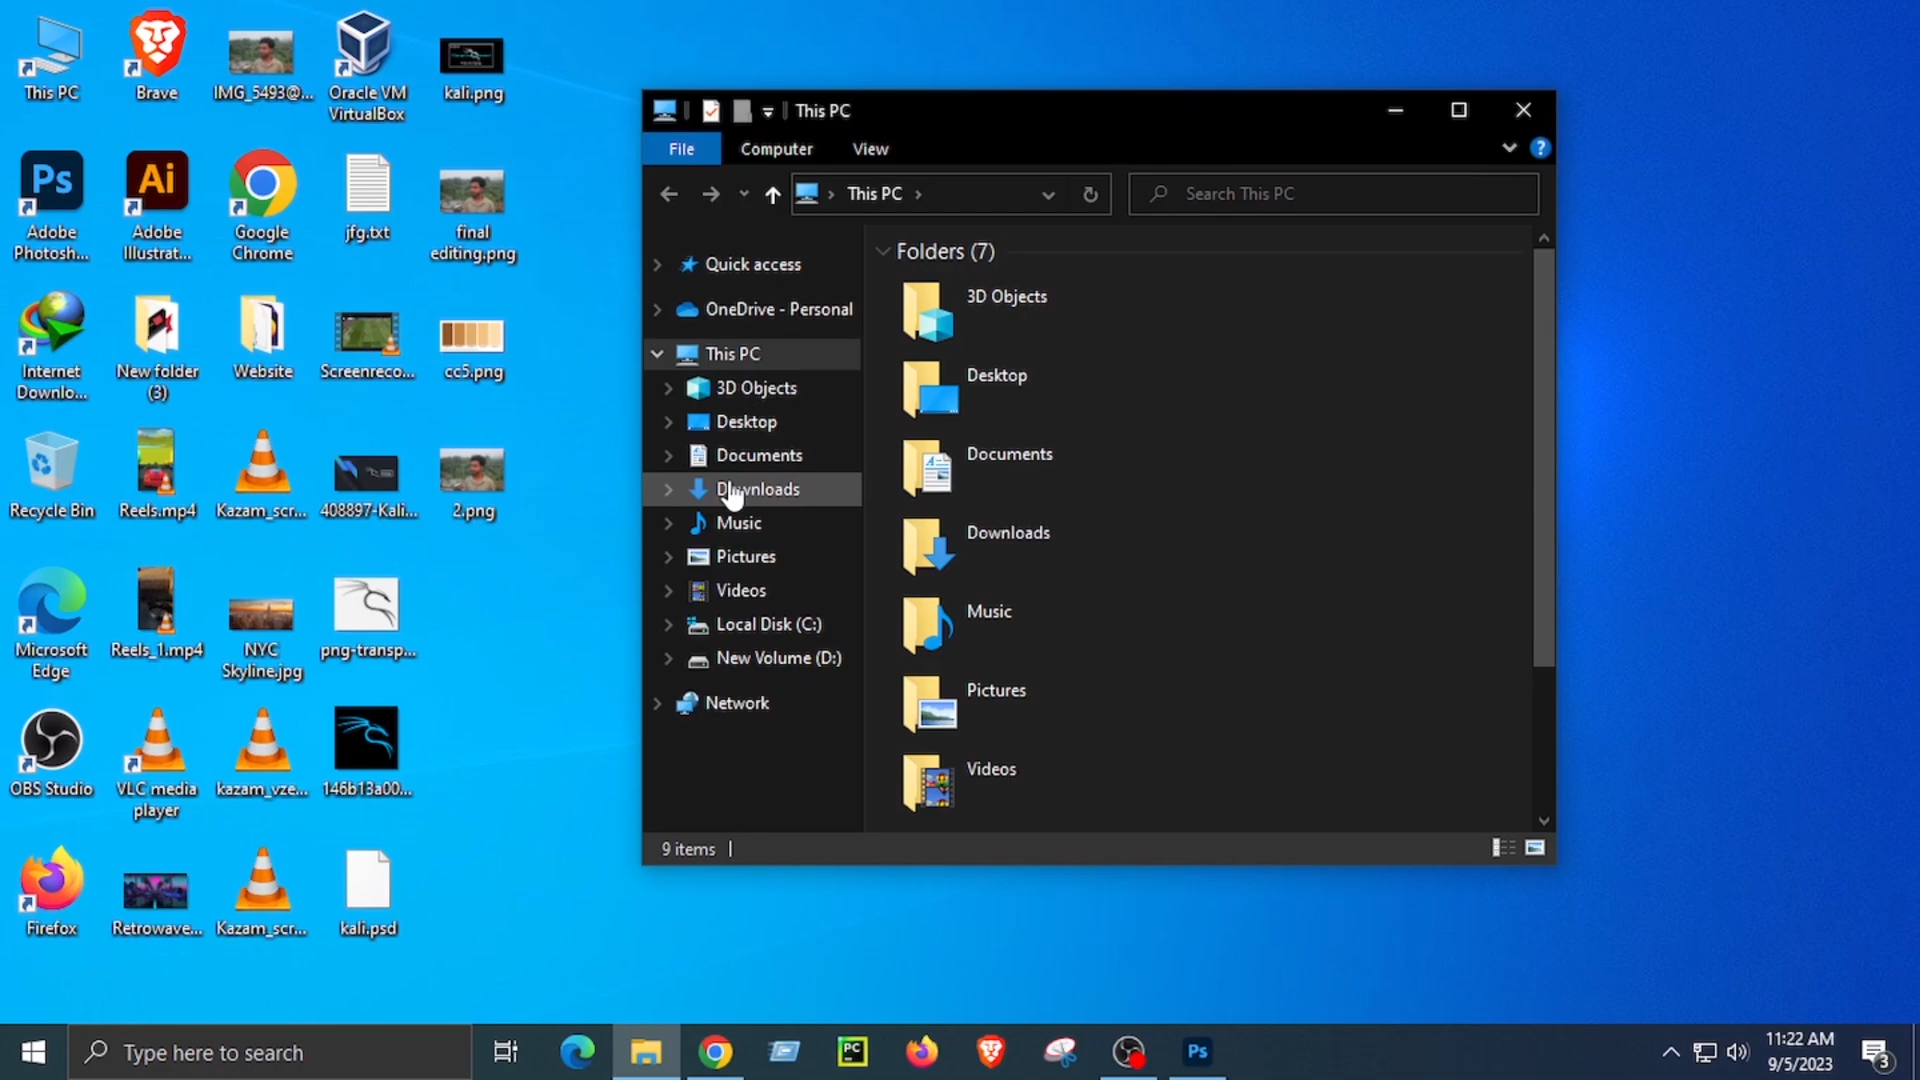 This PC
Brave
IMG_5493@...
Oracle VM
VirtualBox
kali.png
Ps
Adobe
Photosh...
Ai
Adobe
Illustrat...
Google
Chrome
jfg.txt
final
editing.png
Internet
Downlo...
New folder
(3)
Website
Screenreco...
cc5.png
Recycle Bin
Reels.mp4
Kazam_scr...
408897-Kali...
2.png
Microsoft
Edge
Reels_1.mp4
NYC
Skyline.jpg
png-transp...
OBS Studio
VLC media
player
kazam_vze...
146b13a00...
Firefox
Retrowave...
Kazam_scr...
kali.psd
This PC
File
Computer
View
?
This PC
Search This PC
Quick access
OneDrive - Personal
This PC
3D Objects
Desktop
Documents
Downloads
Music
Pictures
Videos
Local Disk (C:)
New Volume (D:)
Network
Folders (7)
3D Objects
Desktop
Documents
Downloads
Music
Pictures
Videos
9 items
Type here to search
PC
Ps
11:22 AM
9/5/2023
3